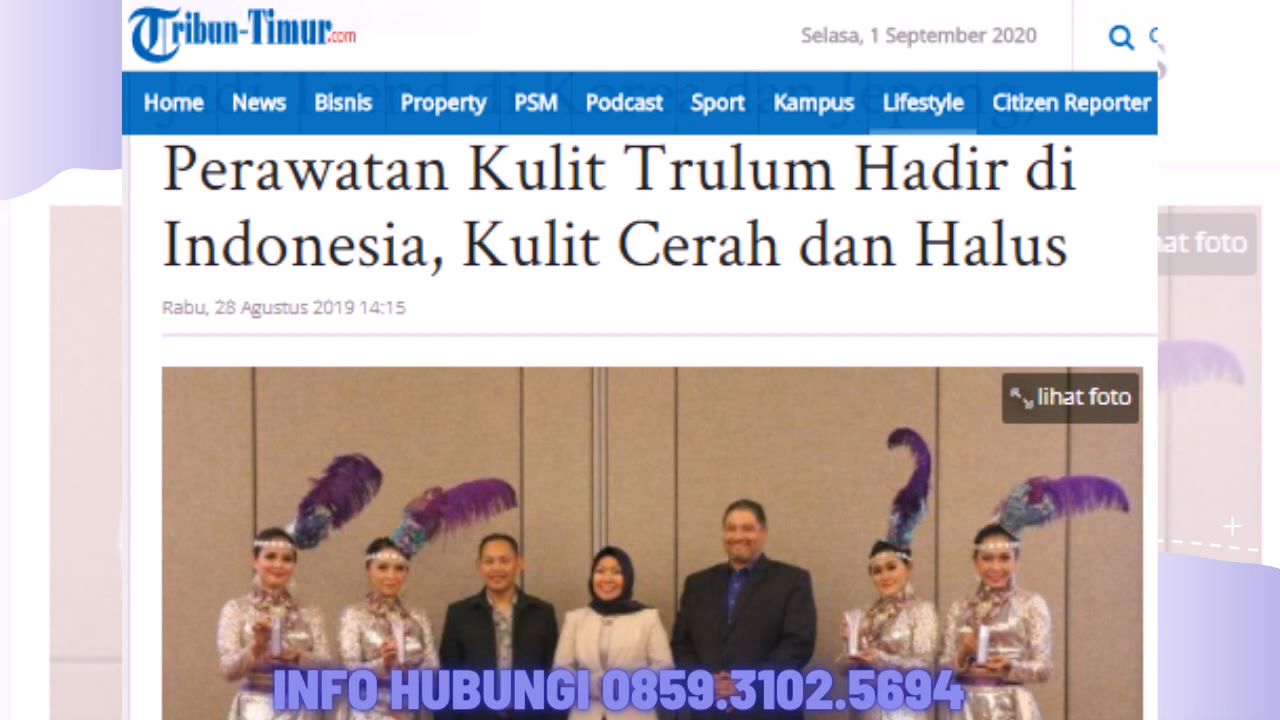 Tribun-Timur.com
Selasa, 1 September 2020
Home News Bisnis Property PSM Podcast Sport Kampus Lifestyle Citizen Reporter
Perawatan Kulit Trulum Hadir di
Indonesia, Kulit Cerah dan Halus
Rabu, 28 Agustus 2019 14:15
lihat foto
hat foto
INFO HUBUNGI 0859.3102.5694